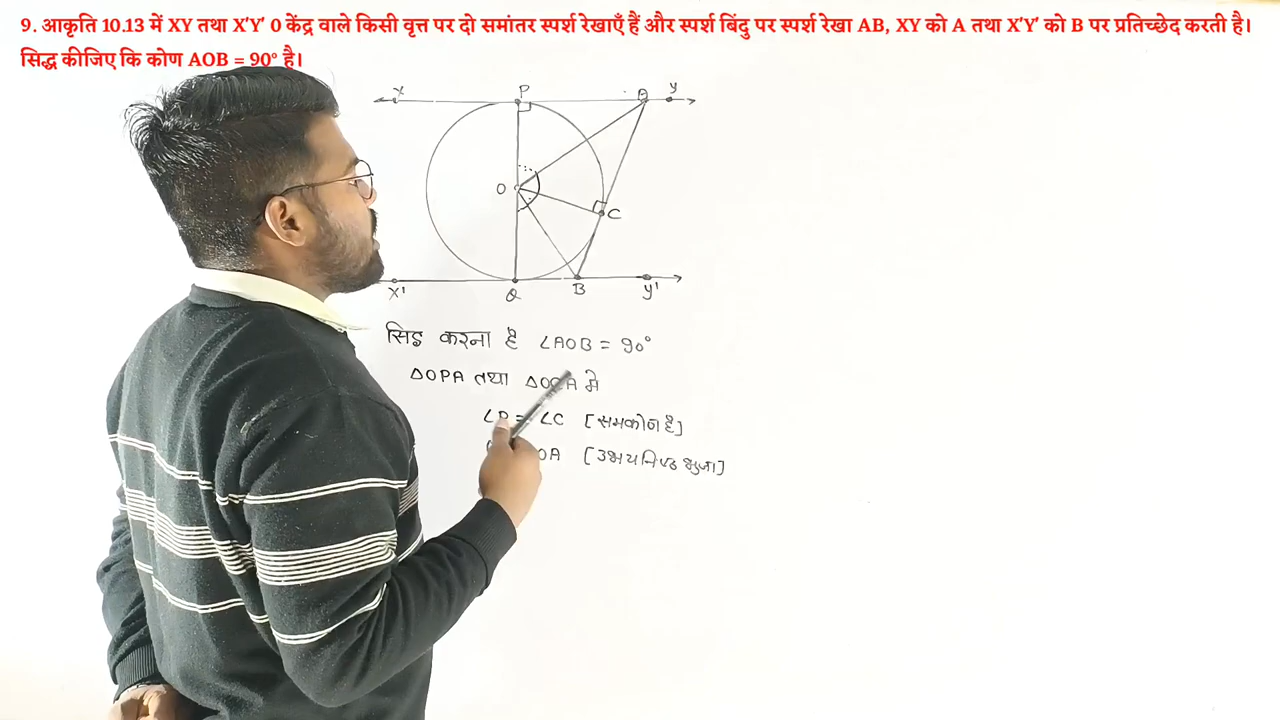 9. आकृति 10.13 में XY तथा X'Y' 0 केंद्र वाले किसी वृत्त पर दो समांतर स्पर्श रेखाएँ हैं और स्पर्श बिंदु पर स्पर्श रेखा AB, XY को A तथा X'Y' को B पर प्रतिच्छेद करती है।
सिद्ध कीजिए कि कोण AOB = 90° है।
X P A Y
O
C
X' Q B Y'
सिद्ध करना है ∠AOB = 90°
△OPA तथा △OCA मे
∠P = ∠C [समकोन है]
OA [उभयनिष्ठ भुजा]